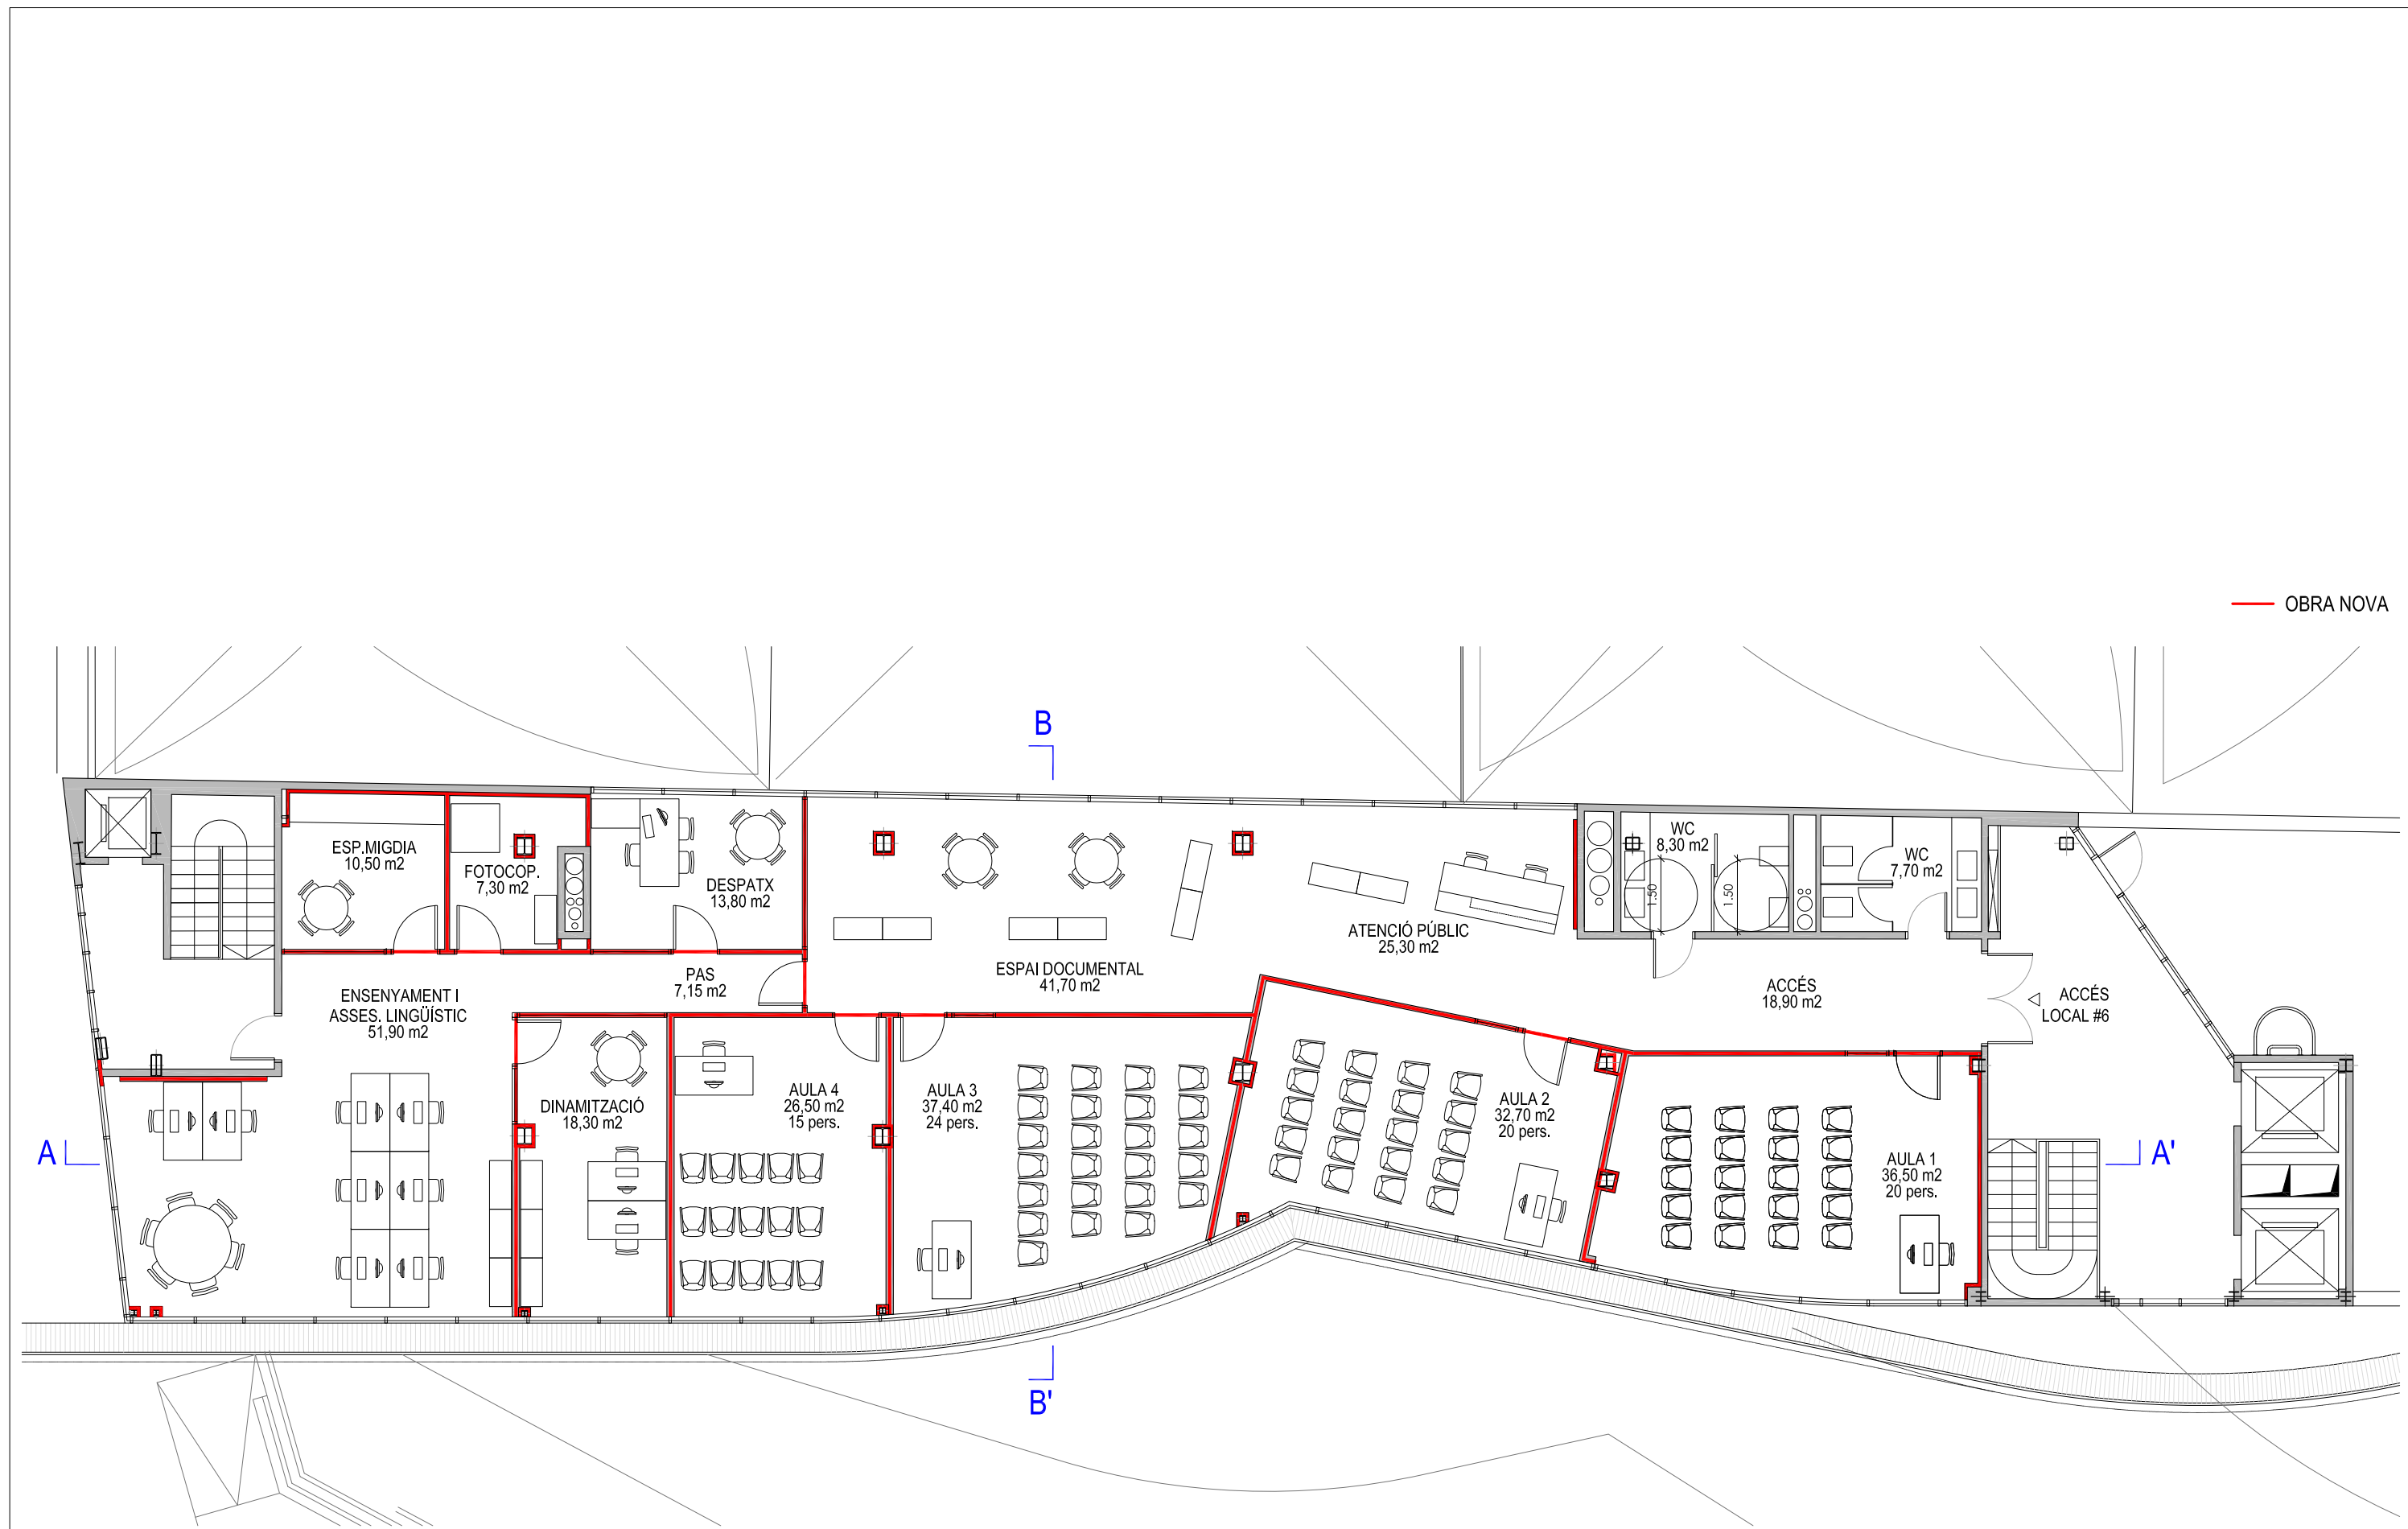 OBRA NOVA
B
ESP.MIGDIA
10,50 m2
FOTOCOP.
7,30 m2
DESPATX
13,80 m2
WC
8,30 m2
1.50
1.50
WC
7,70 m2
ATENCIÓ PÚBLIC
25,30 m2
ESPAI DOCUMENTAL
41,70 m2
PAS
7,15 m2
ENSENYAMENT I
ASSES. LINGÜÍSTIC
51,90 m2
ACCÉS
18,90 m2
ACCÉS
LOCAL #6
DINAMITZACIÓ
18,30 m2
AULA 4
26,50 m2
15 pers.
AULA 3
37,40 m2
24 pers.
AULA 2
32,70 m2
20 pers.
AULA 1
36,50 m2
20 pers.
A
A'
B'